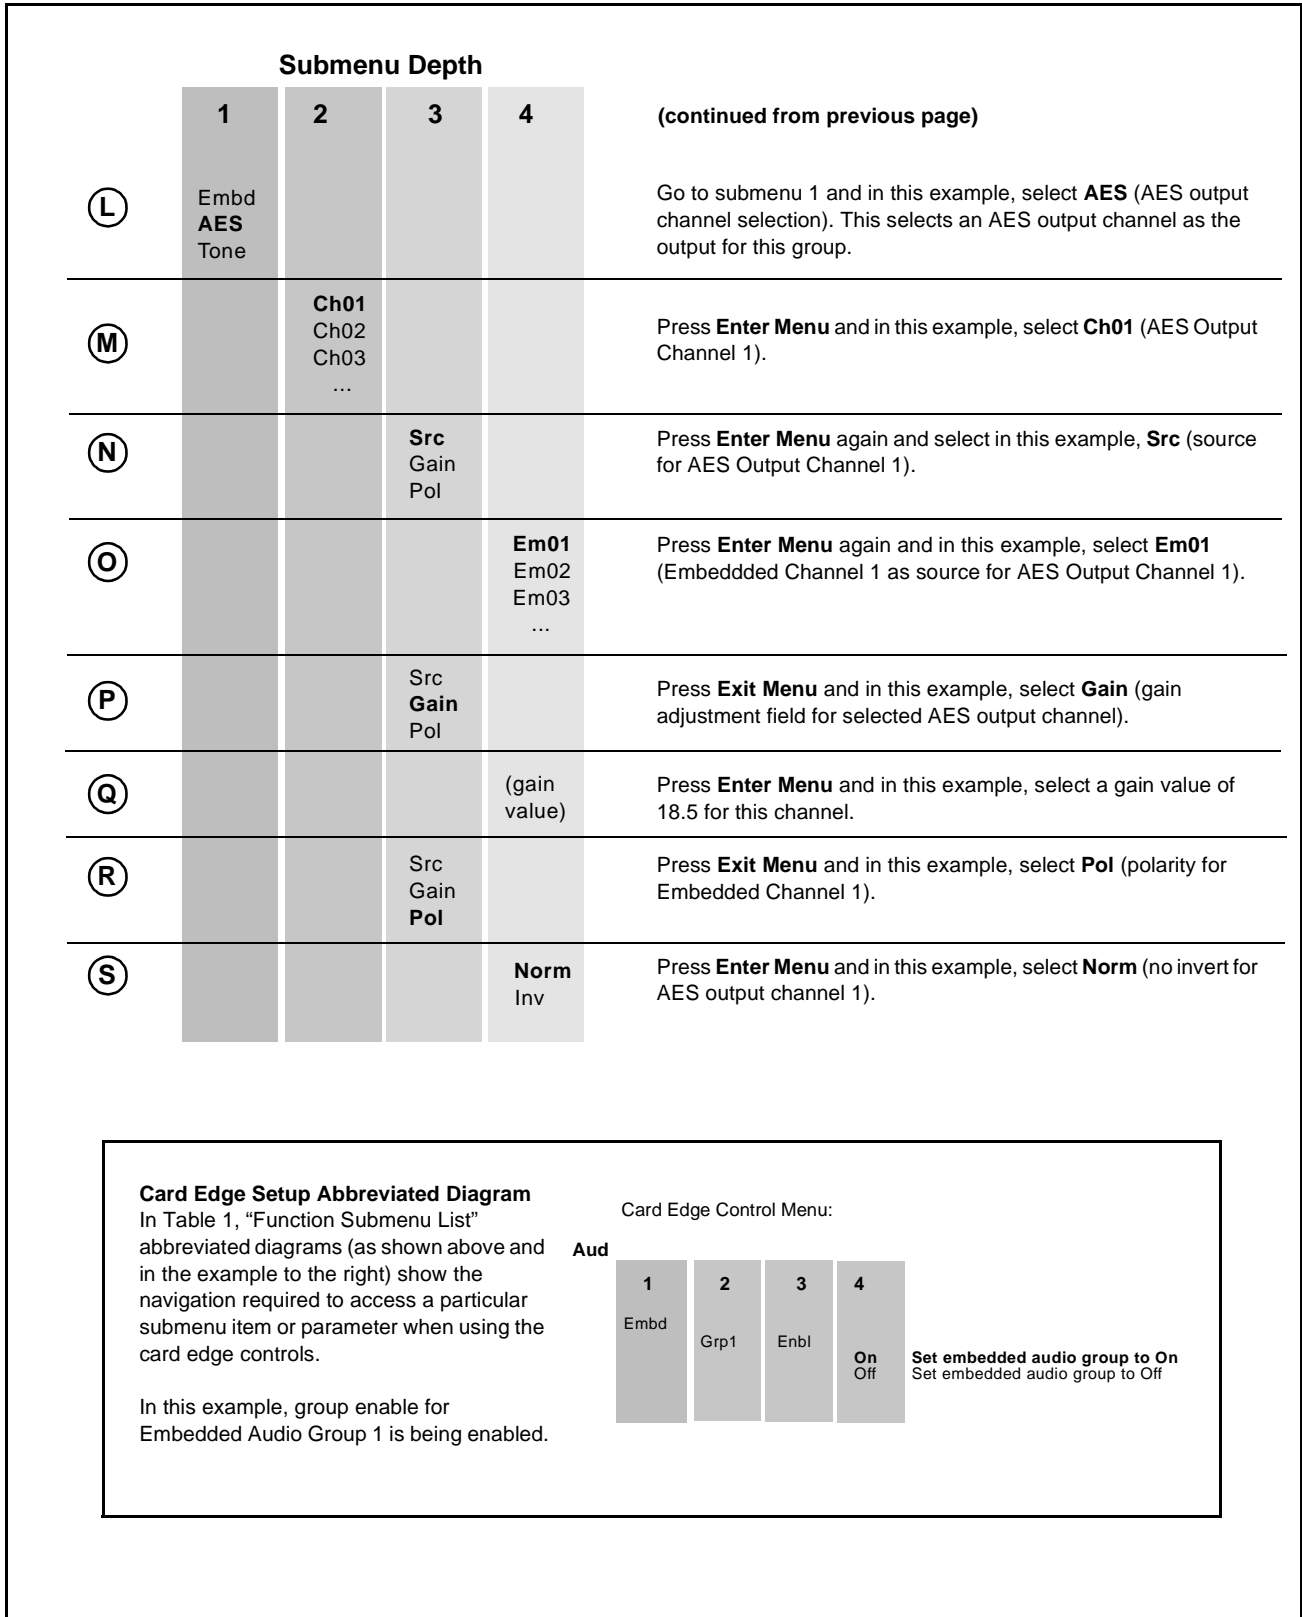 Submenu Depth
1 2 3 4 (continued from previous page)
L
Embd
AES
Tone
Go to submenu 1 and in this example, select AES (AES output
channel selection). This selects an AES output channel as the
output for this group.
M
Ch01
Ch02
Ch03
...
Press Enter Menu and in this example, select Ch01 (AES Output
Channel 1).
N
Src
Gain
Pol
Press Enter Menu again and select in this example, Src (source
for AES Output Channel 1).
O
Em01
Em02
Em03
...
Press Enter Menu again and in this example, select Em01
(Embeddded Channel 1 as source for AES Output Channel 1).
P
Src
Gain
Pol
Press Exit Menu and in this example, select Gain (gain
adjustment field for selected AES output channel).
Q
(gain
value)
Press Enter Menu and in this example, select a gain value of
18.5 for this channel.
R
Src
Gain
Pol
Press Exit Menu and in this example, select Pol (polarity for
Embedded Channel 1).
S
Norm
Inv
Press Enter Menu and in this example, select Norm (no invert for
AES output channel 1).
Card Edge Setup Abbreviated Diagram
In Table 1, “Function Submenu List”
abbreviated diagrams (as shown above and
in the example to the right) show the
navigation required to access a particular
submenu item or parameter when using the
card edge controls.
In this example, group enable for
Embedded Audio Group 1 is being enabled.
Card Edge Control Menu:
Aud
1 2 3 4
Embd
Grp1 Enbl
On Set embedded audio group to On
Off Set embedded audio group to Off